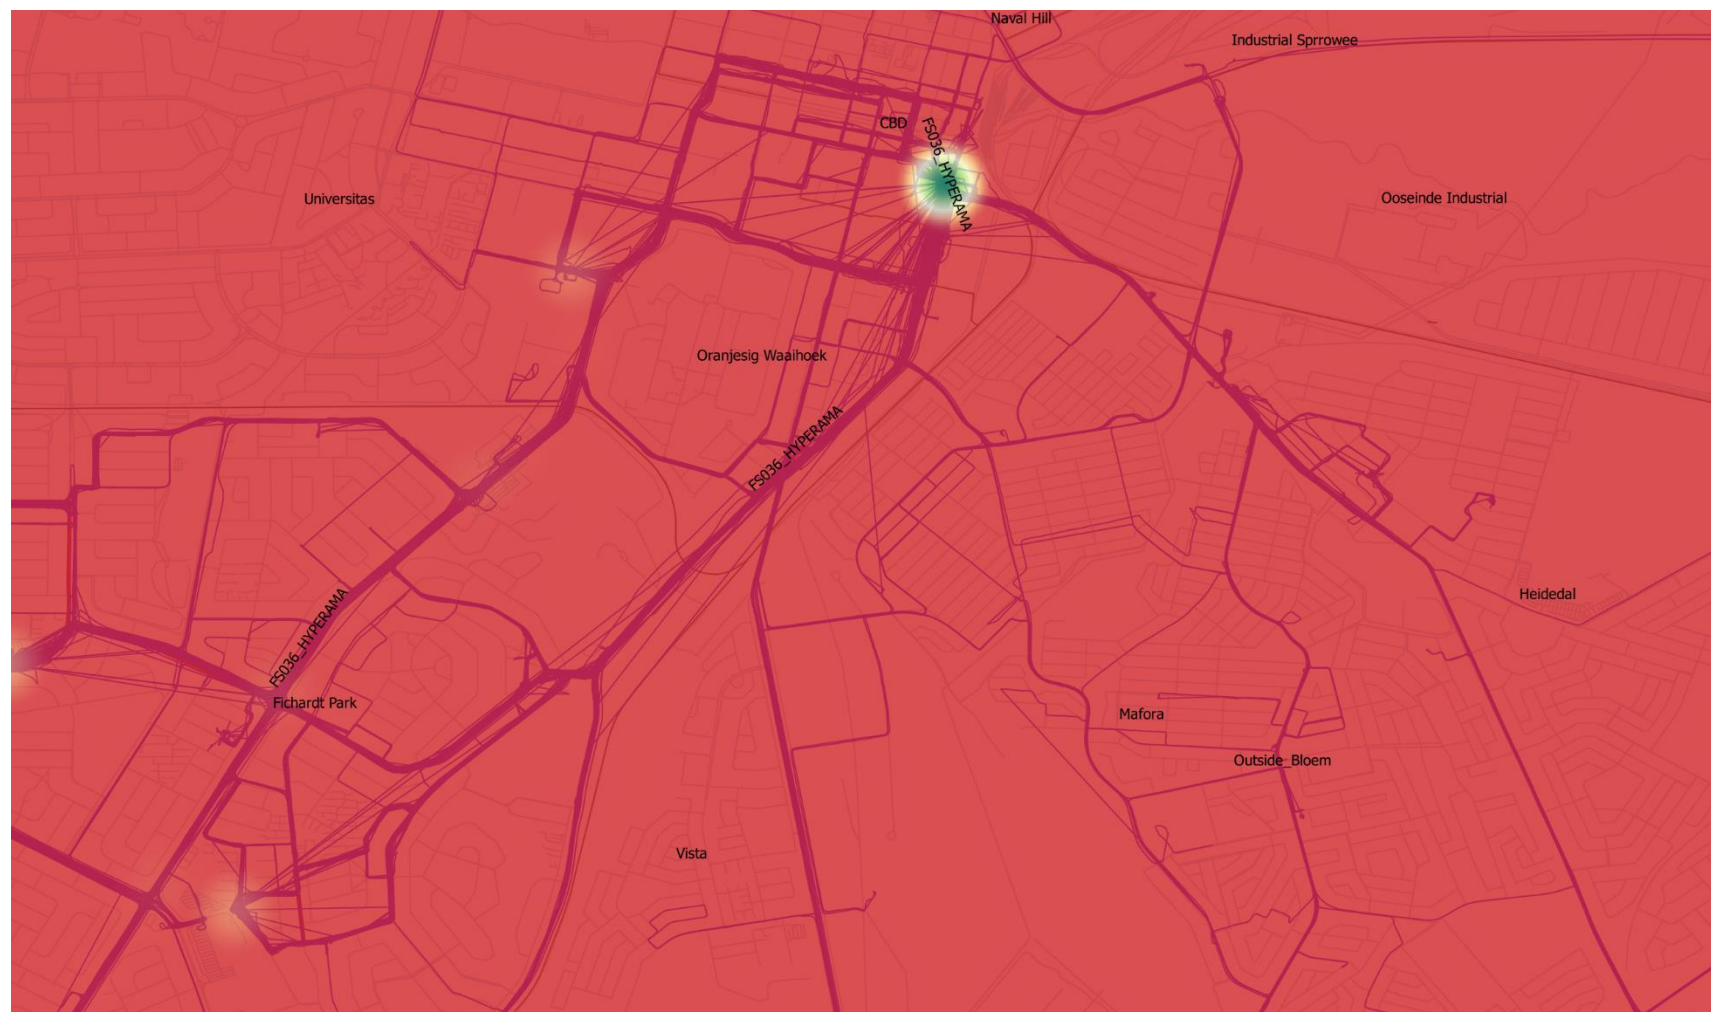 Naval Hill
Industrial Sprrowee
CBD
FS036_HYPERAMA
Universitas
Ooseinde Industrial
Oranjesig Waaihoek
FS036_HYPERAMA
FS036_HYPERAMA
Heidedal
Fichardt Park
Mafora
Outside_Bloem
Vista